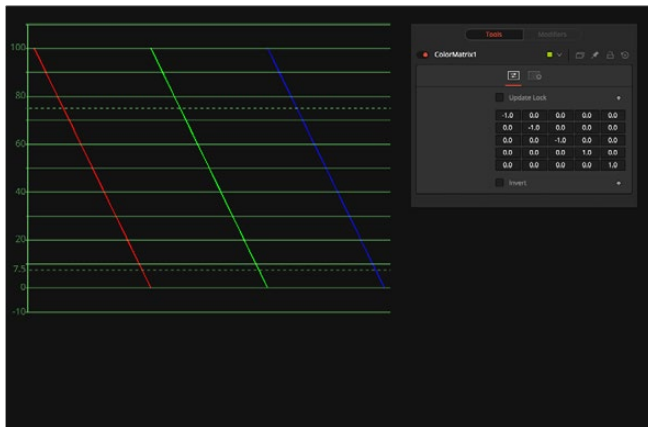 100
80
60
40
20
7.5
0
-10
Tools Modifiers
ColorMatrix1
Update Lock
-1.0 0.0 0.0 0.0 0.0
0.0 -1.0 0.0 0.0 0.0
0.0 0.0 -1.0 0.0 0.0
0.0 0.0 0.0 1.0 0.0
0.0 0.0 0.0 0.0 1.0
Invert